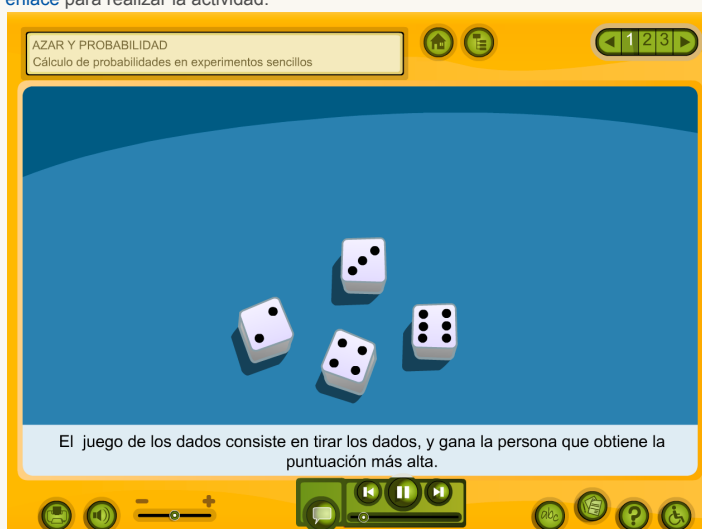 enlace para realizar la actividad.
AZAR Y PROBABILIDAD
Cálculo de probabilidades en experimentos sencillos
1 2 3
El juego de los dados consiste en tirar los dados, y gana la persona que obtiene la
puntuación más alta.
- +
abc
?